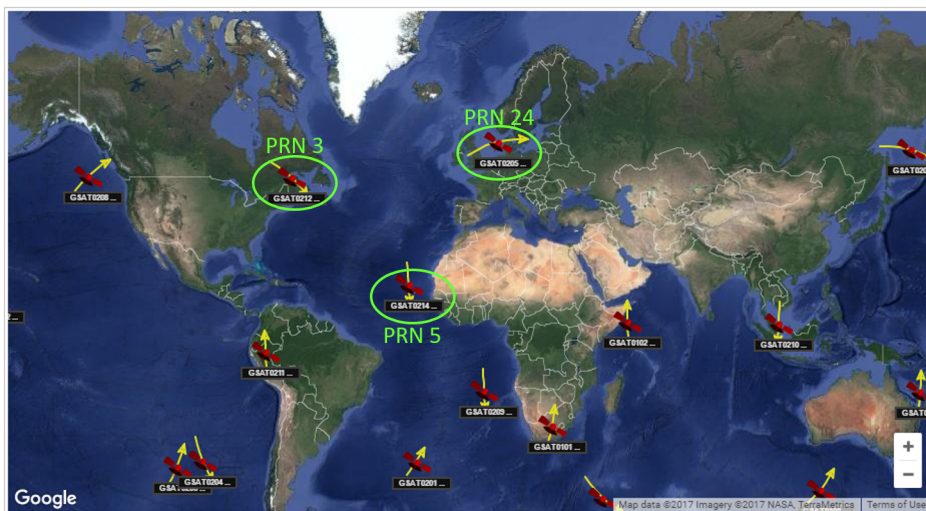 PRN 24
PRN 3
GSAT0205 ...
GSAT0208 ...
GSAT0212 ...
GSAT0214 ...
PRN 5
GSAT0102 ...
GSAT0210 ...
GSAT0211 ...
GSAT0209 ...
GSAT0101 ...
GSAT0204 ...
GSAT0201 ...
+
−
Google
Map data ©2017 Imagery ©2017 NASA, TerraMetrics
Terms of Use